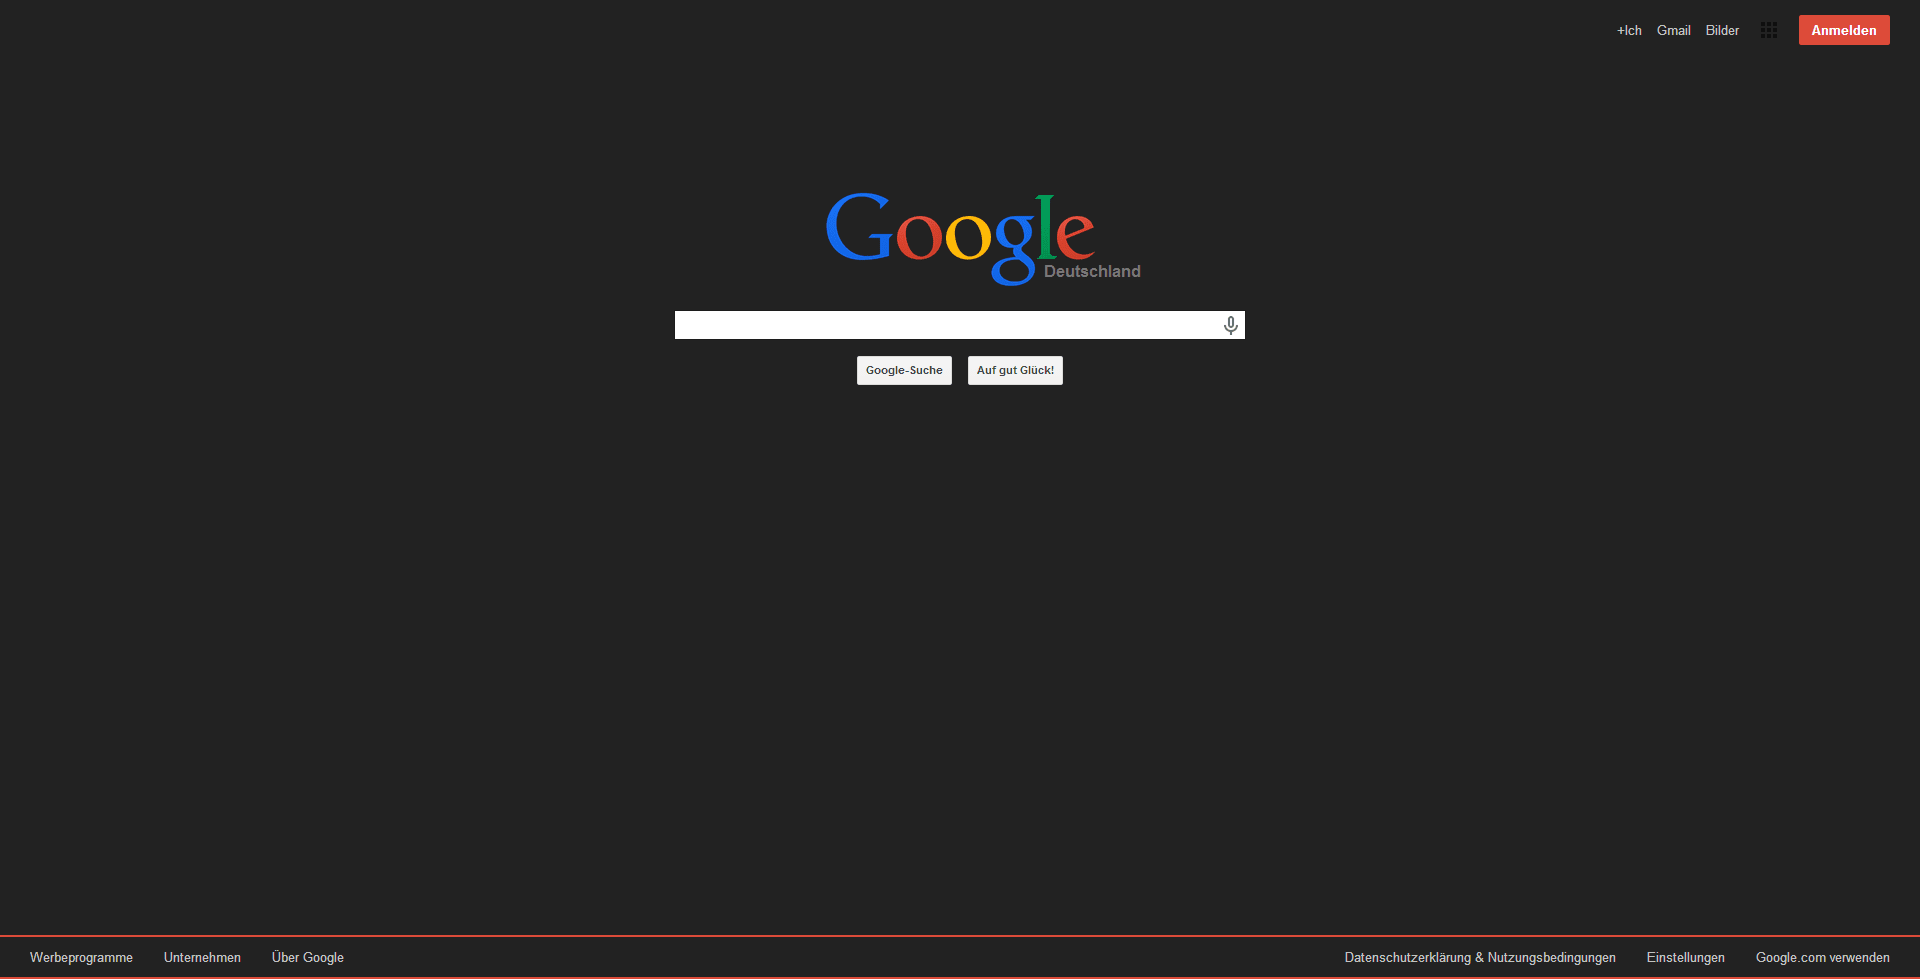 +Ich Gmail Bilder Anmelden
Google
Deutschland
Google-Suche Auf gut Glück!
Werbeprogramme Unternehmen Über Google Datenschutzerklärung & Nutzungsbedingungen Einstellungen Google.com verwenden